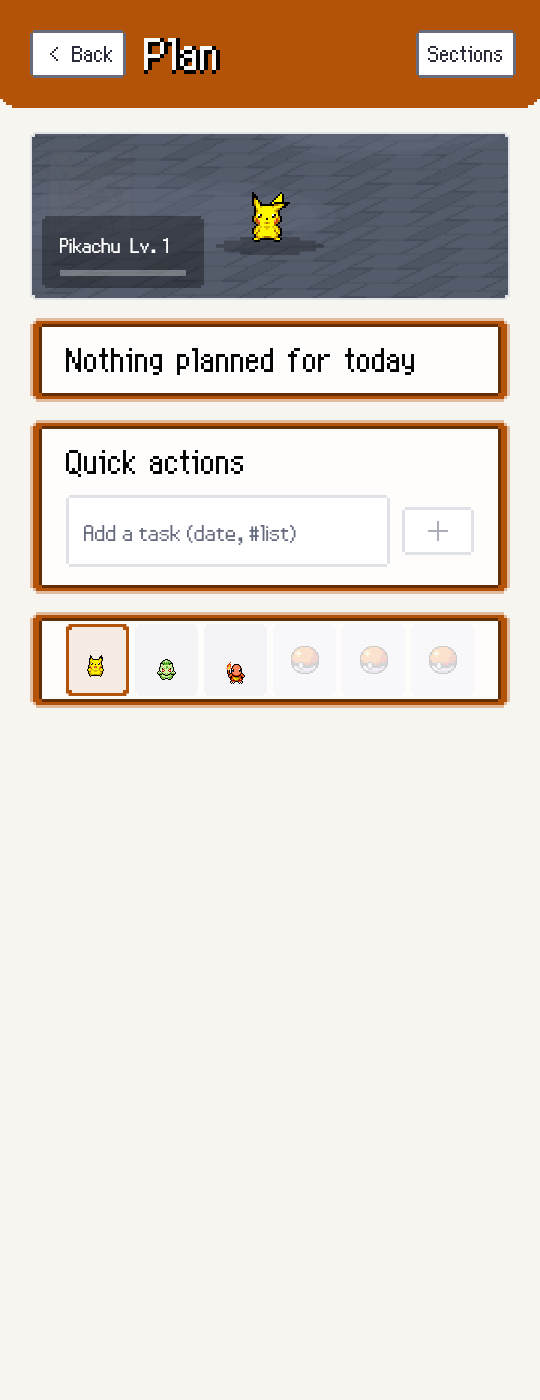 Back
Plan
Sections
Pikachu Lv. 1
Nothing planned for today
Quick actions
Add a task (date, #list)